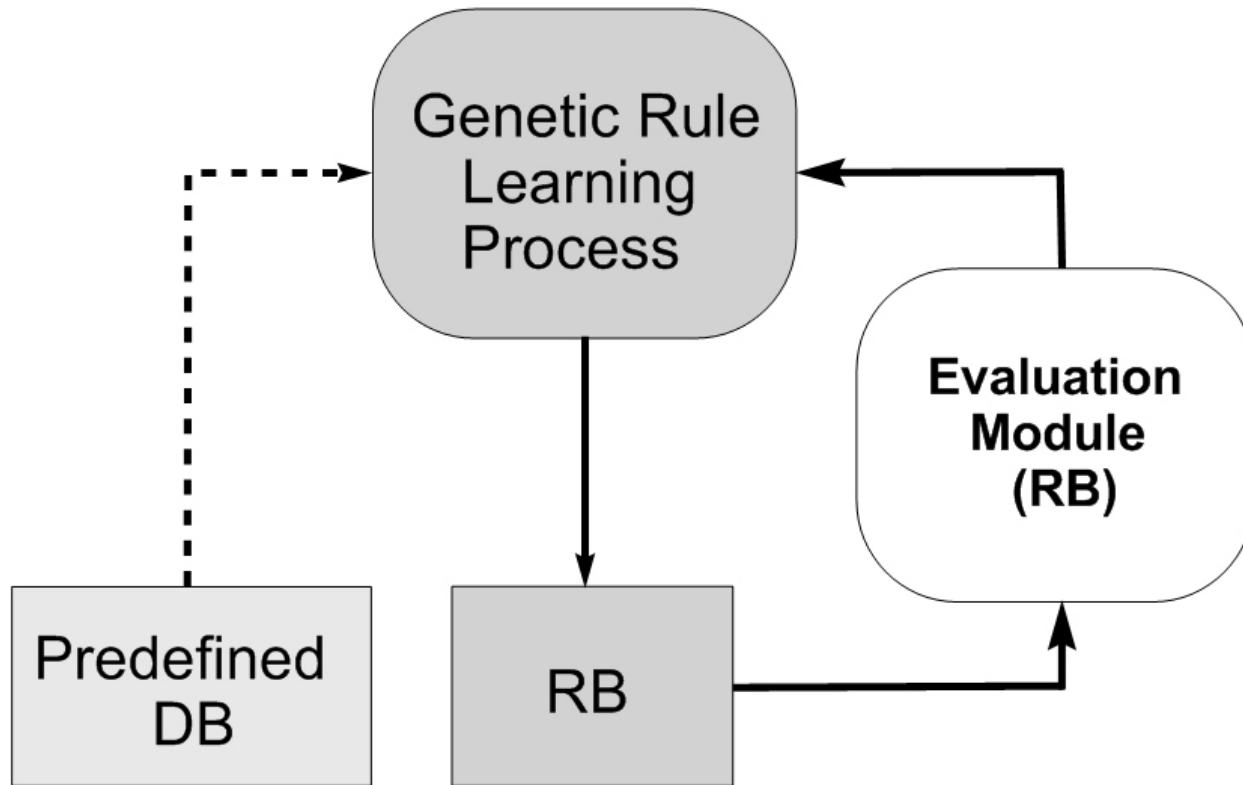 Genetic Rule
Learning
Process
Evaluation
Module
(RB)
Predefined
DB
RB